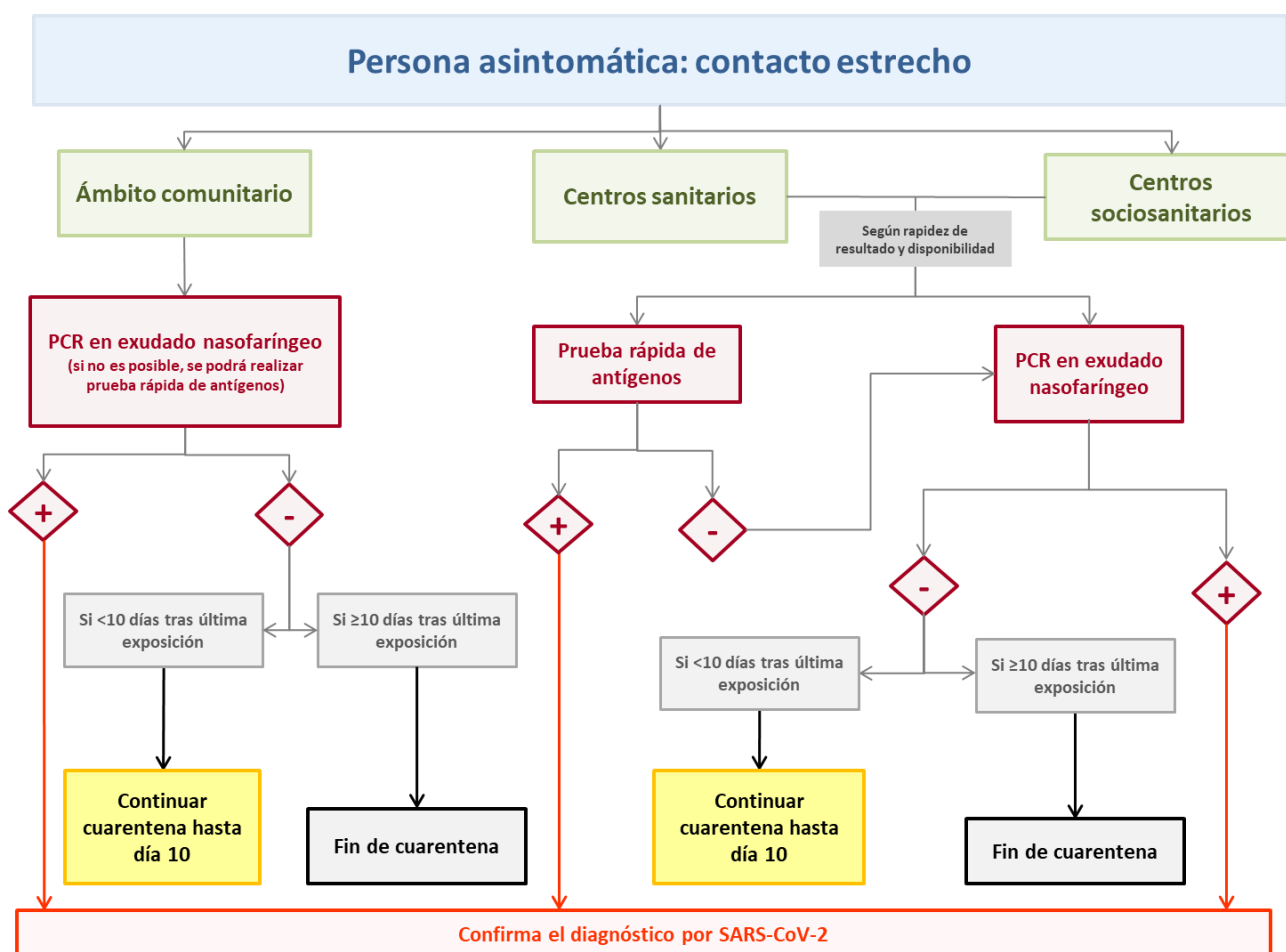 Persona asintomática: contacto estrecho
Ámbito comunitario
Centros sanitarios
Centros
sociosanitarios
Según rapidez de
resultado y disponibilidad
PCR en exudado nasofaríngeo
(si no es posible, se podrá realizar
prueba rápida de antígenos)
Prueba rápida de
antígenos
PCR en exudado
nasofaríngeo
+
-
+
-
-
+
Si <10 días tras última
exposición
Si ≥10 días tras última
exposición
Si <10 días tras última
exposición
Si ≥10 días tras última
exposición
Continuar
cuarentena hasta
día 10
Fin de cuarentena
Continuar
cuarentena hasta
día 10
Fin de cuarentena
Confirma el diagnóstico por SARS-CoV-2